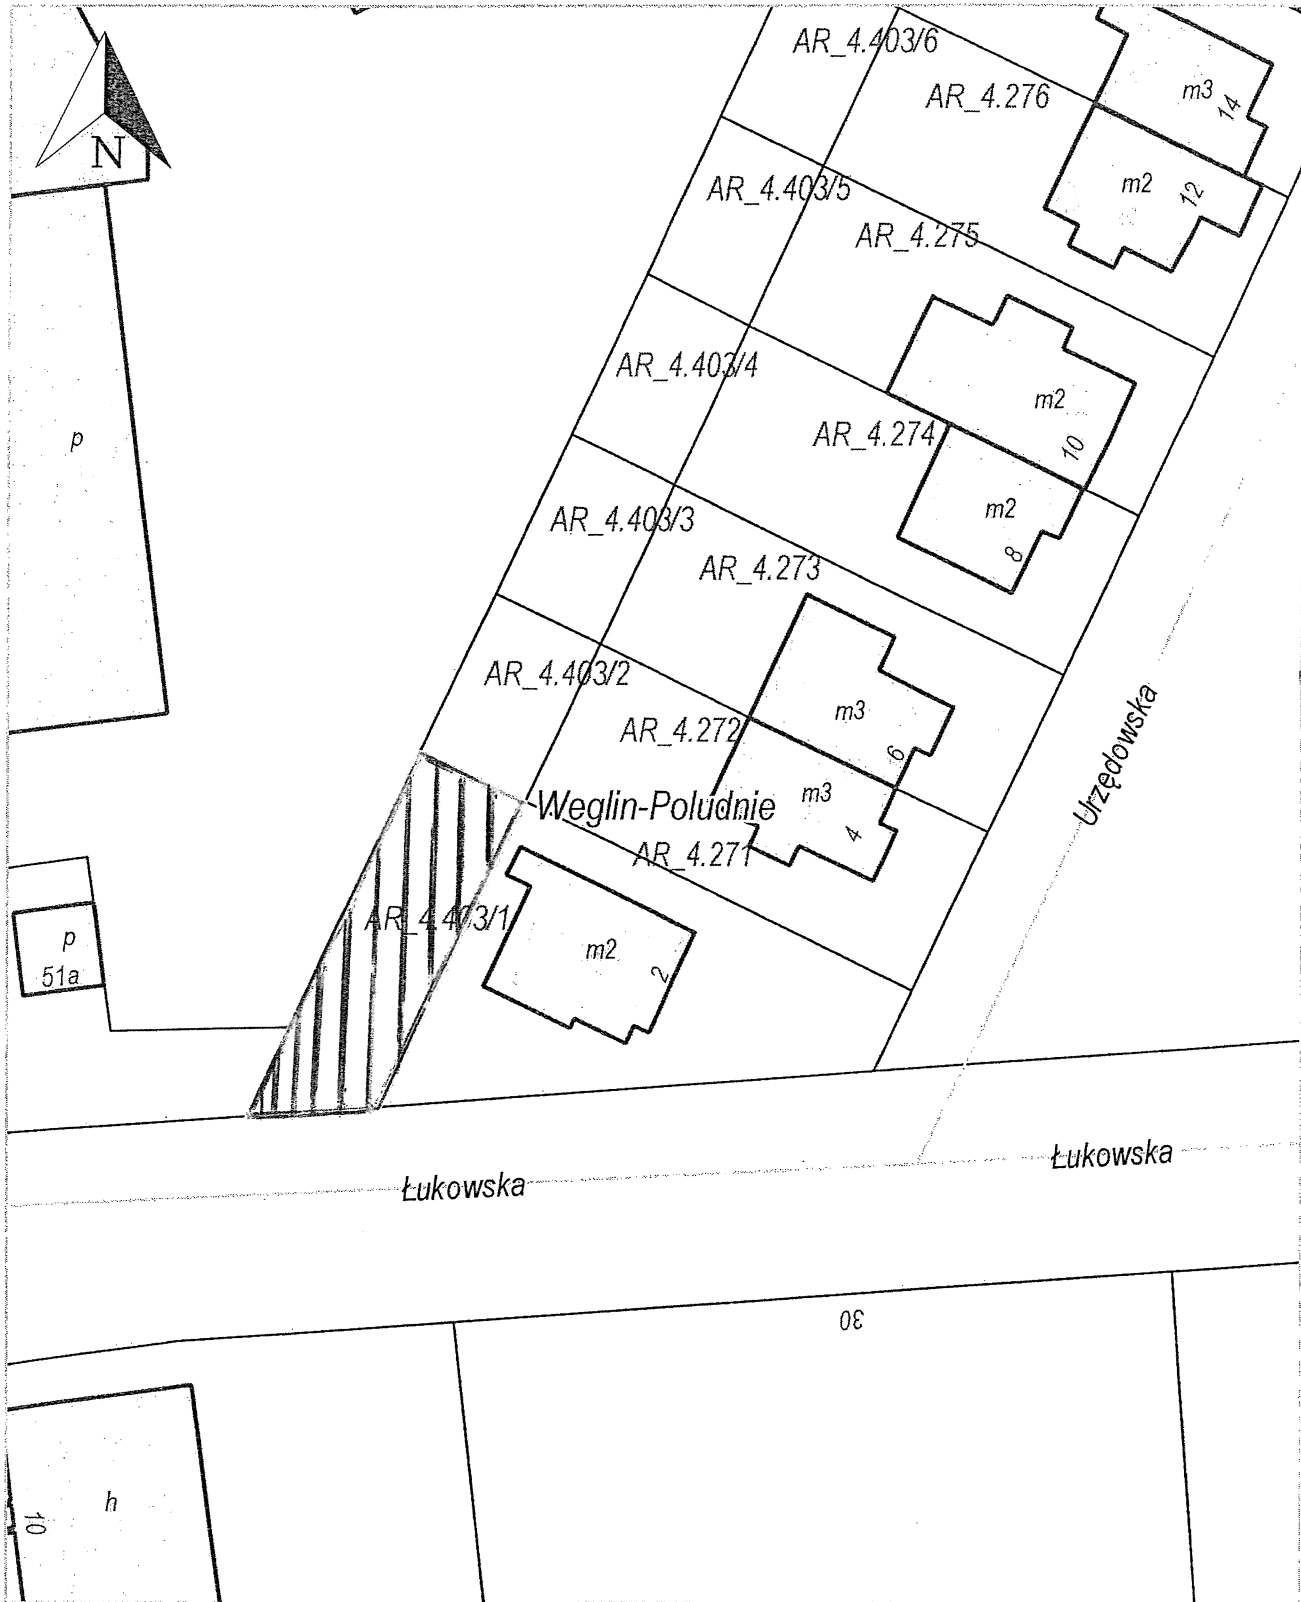 AR_4.403/6
AR_4.276
m3
14
N
AR_4.403/5
m2
12
AR_4.275
AR_4.403/4
m2
10
p
AR_4.274
m2
8
AR_4.403/3
AR_4.273
AR_4.403/2
m3
6
AR_4.272
Urzędowska
m3
4
Weglin-Poludnie
AR_4.271
AR_4.403/1
p
51a
m2
2
Łukowska
Łukowska
30
h
10